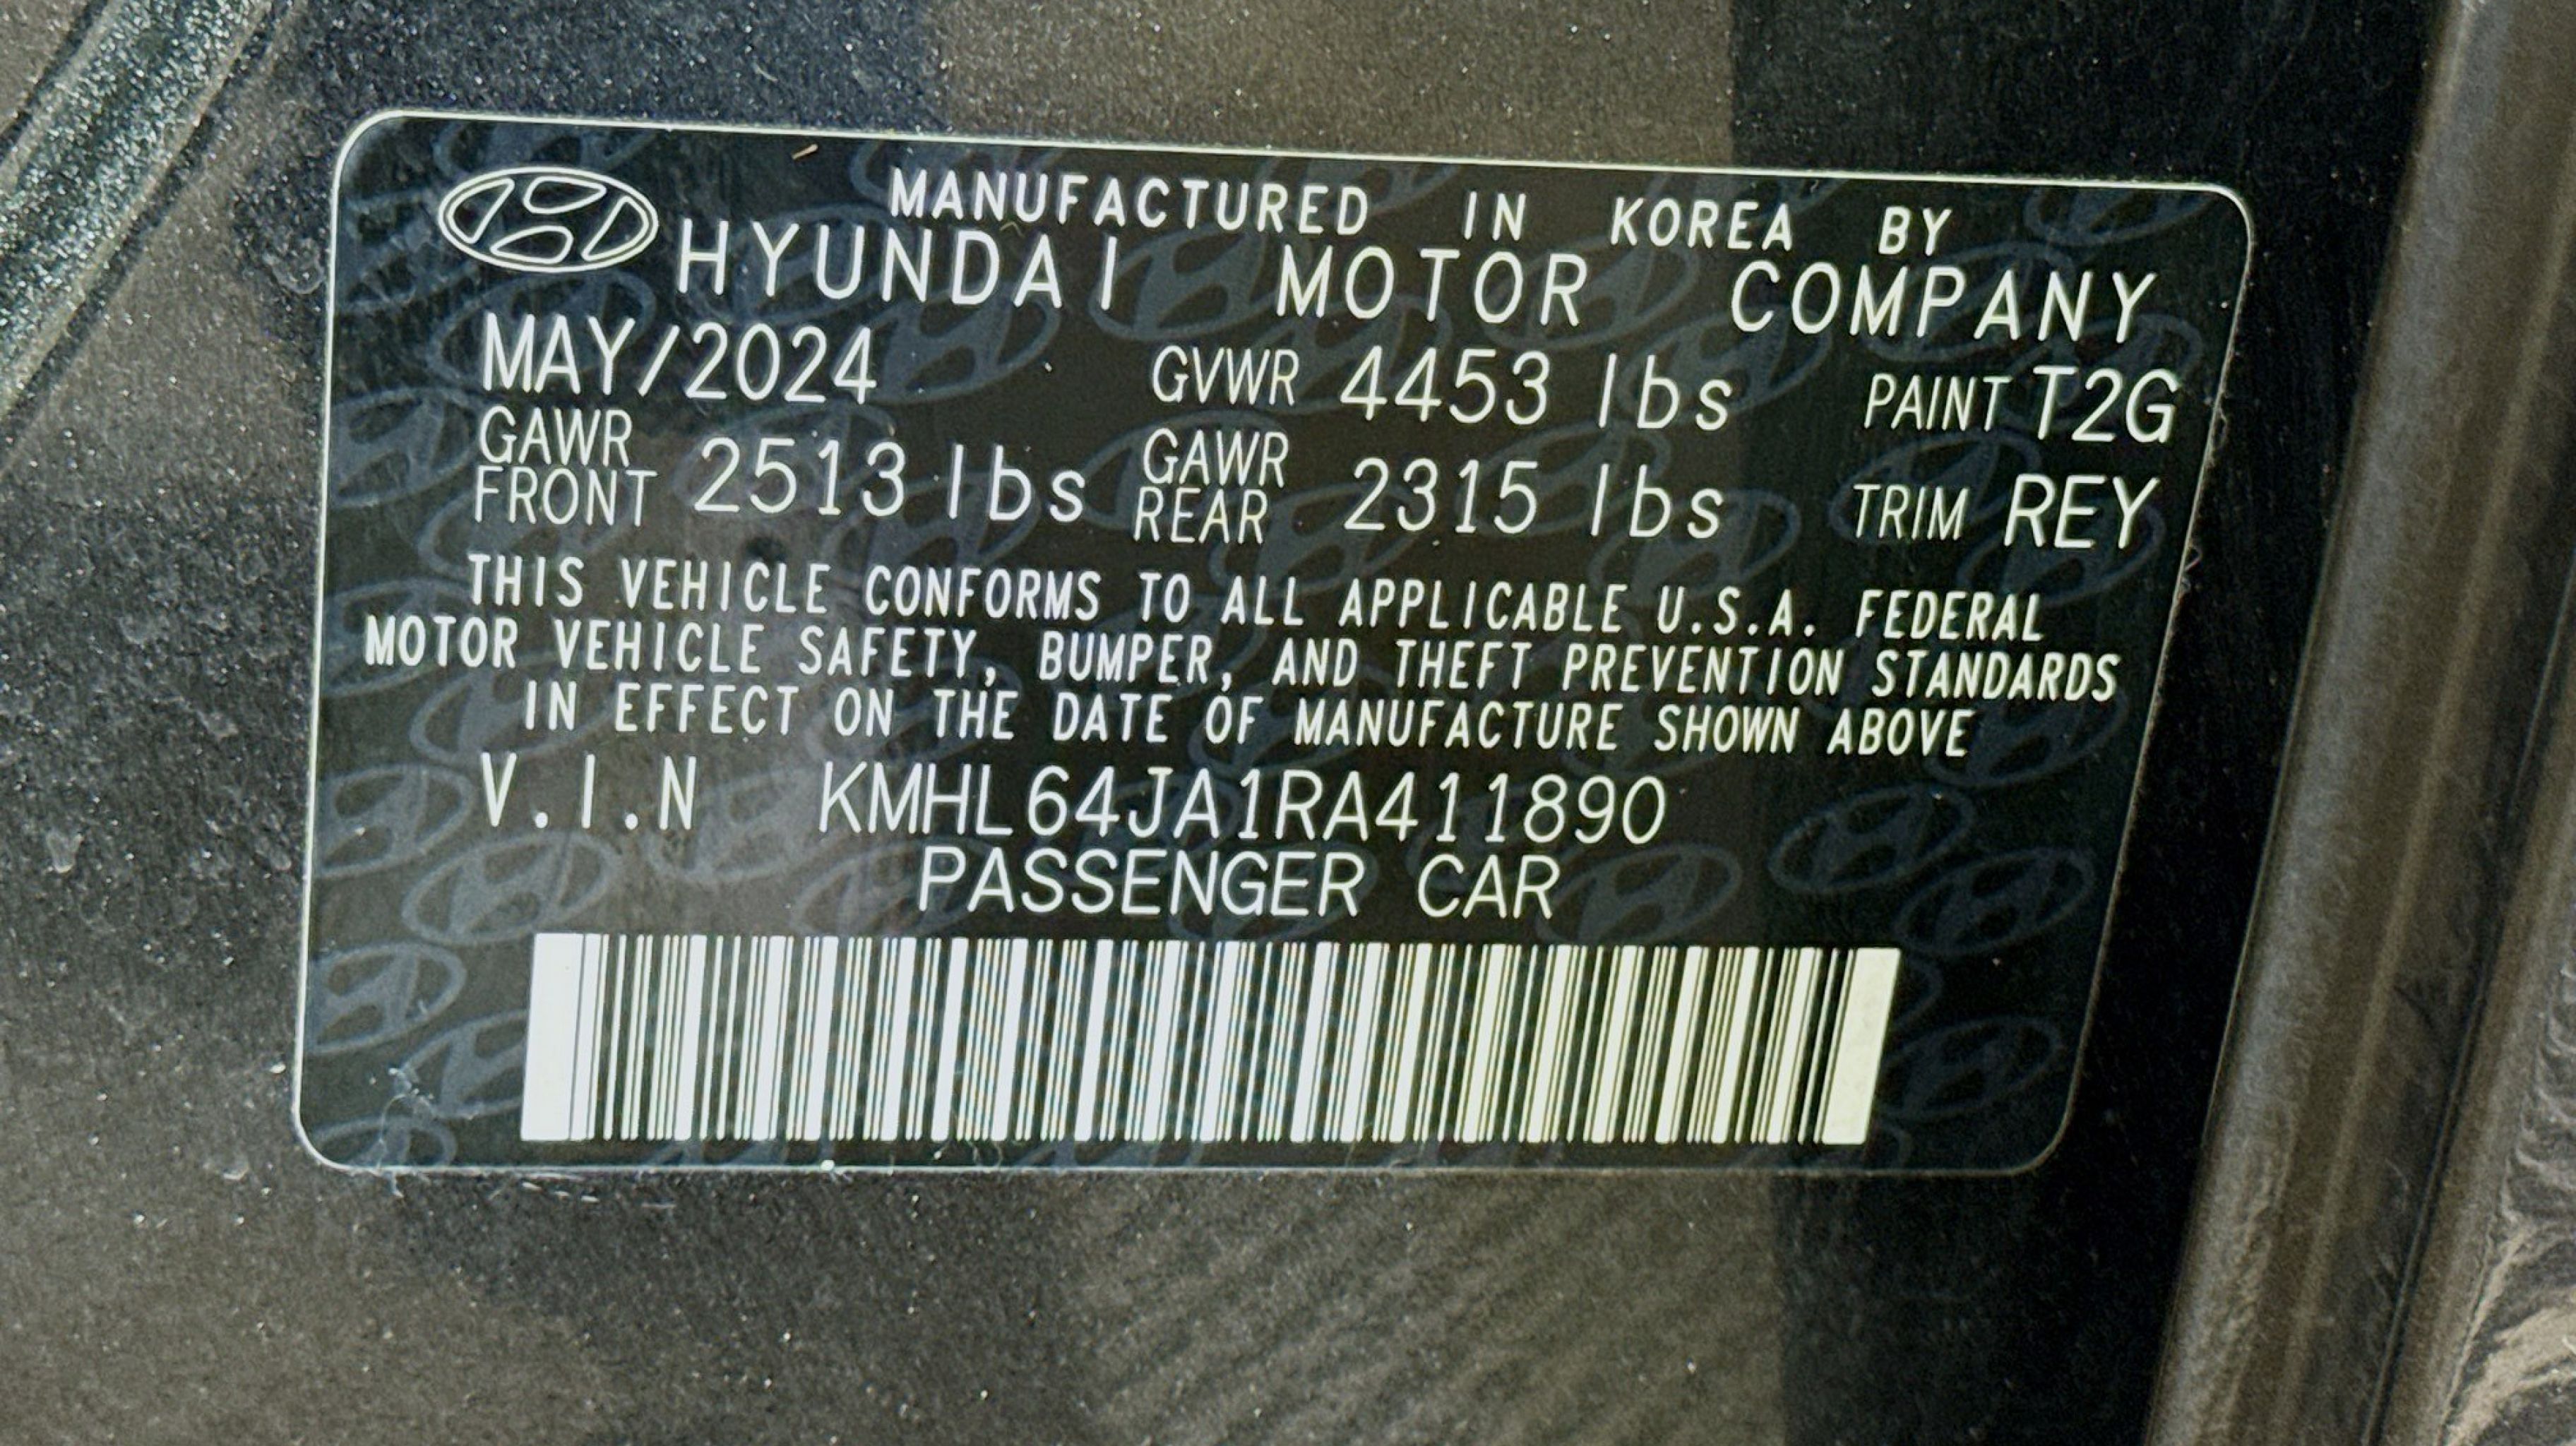 MANUFACTURED IN KOREA BY
HYUNDAI MOTOR COMPANY
MAY/2024 GVWR 4453 lbs PAINT T2G
GAWR FRONT 2513 lbs GAWR REAR 2315 lbs TRIM REY
THIS VEHICLE CONFORMS TO ALL APPLICABLE U.S.A. FEDERAL
MOTOR VEHICLE SAFETY, BUMPER, AND THEFT PREVENTION STANDARDS
IN EFFECT ON THE DATE OF MANUFACTURE SHOWN ABOVE
V.I.N KMHL64JA1RA411890
PASSENGER CAR